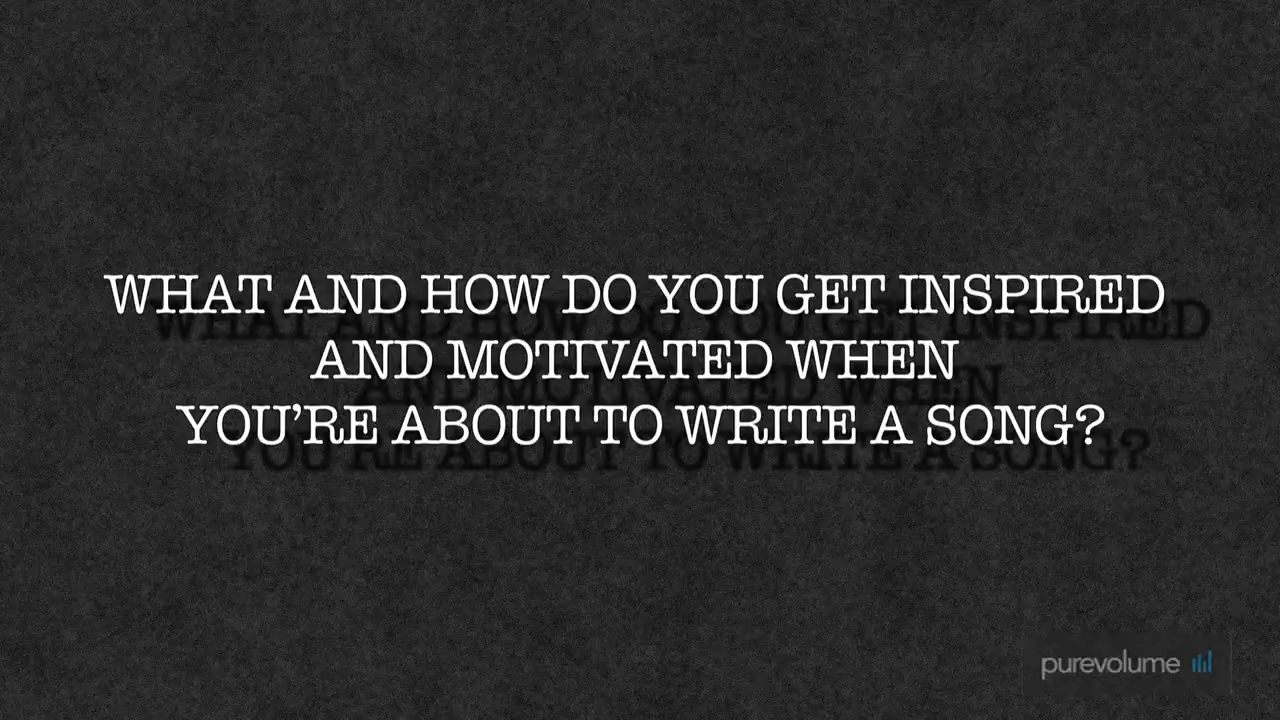 WHAT AND HOW DO YOU GET INSPIRED
AND MOTIVATED WHEN
YOU’RE ABOUT TO WRITE A SONG?
purevolume